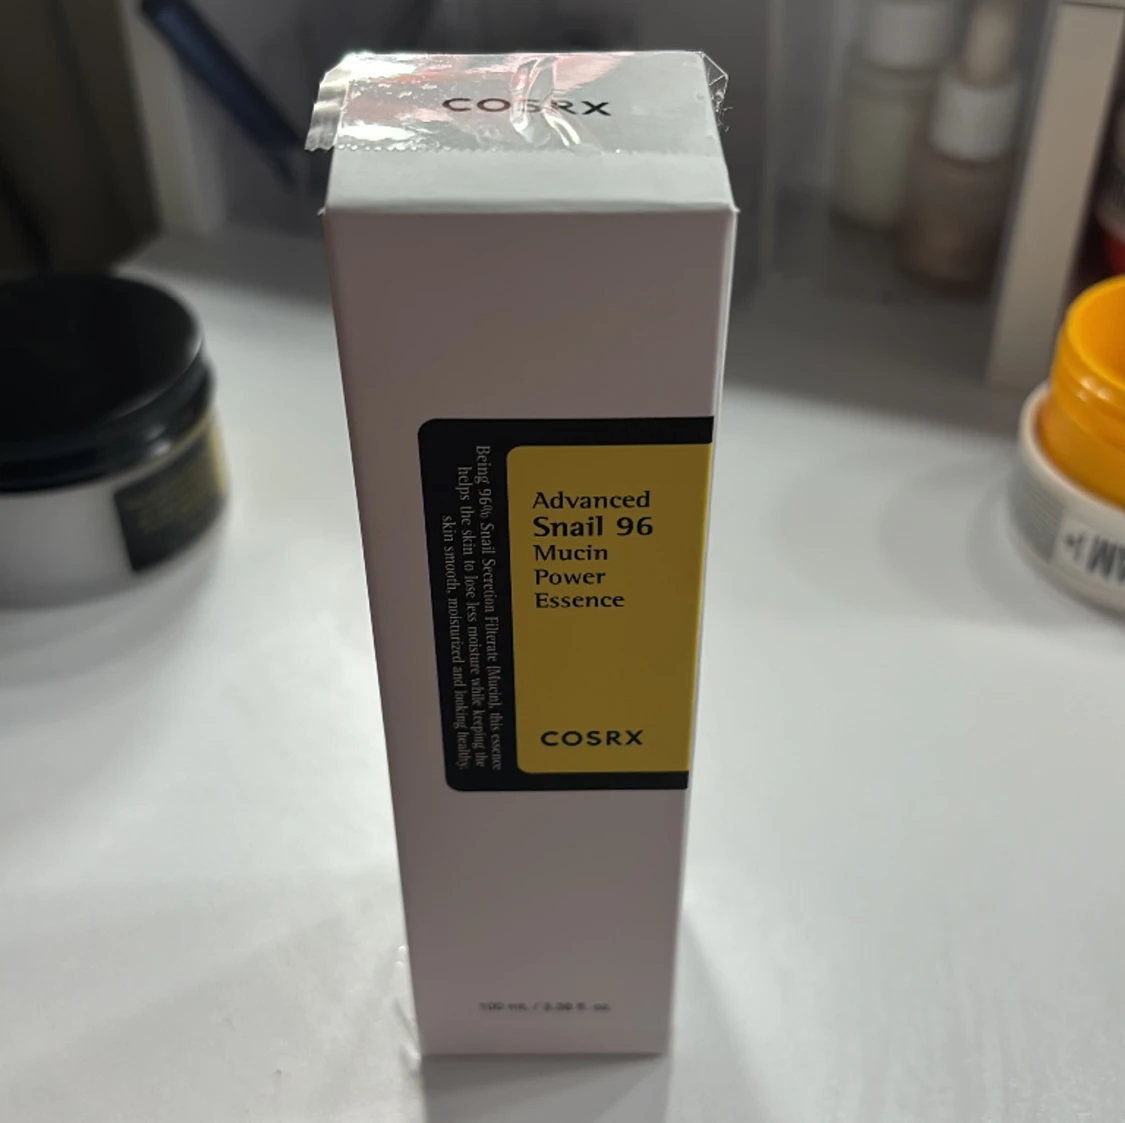 COSRX
Being 96% Snail Secretion Filterate (Mucin), this essence
helps the skin to lose less moisture while keeping the
skin smooth, moisturized and looking healthy.
Advanced
Snail 96
Mucin
Power
Essence
COSRX
100 mL / 3.38 fl. oz.